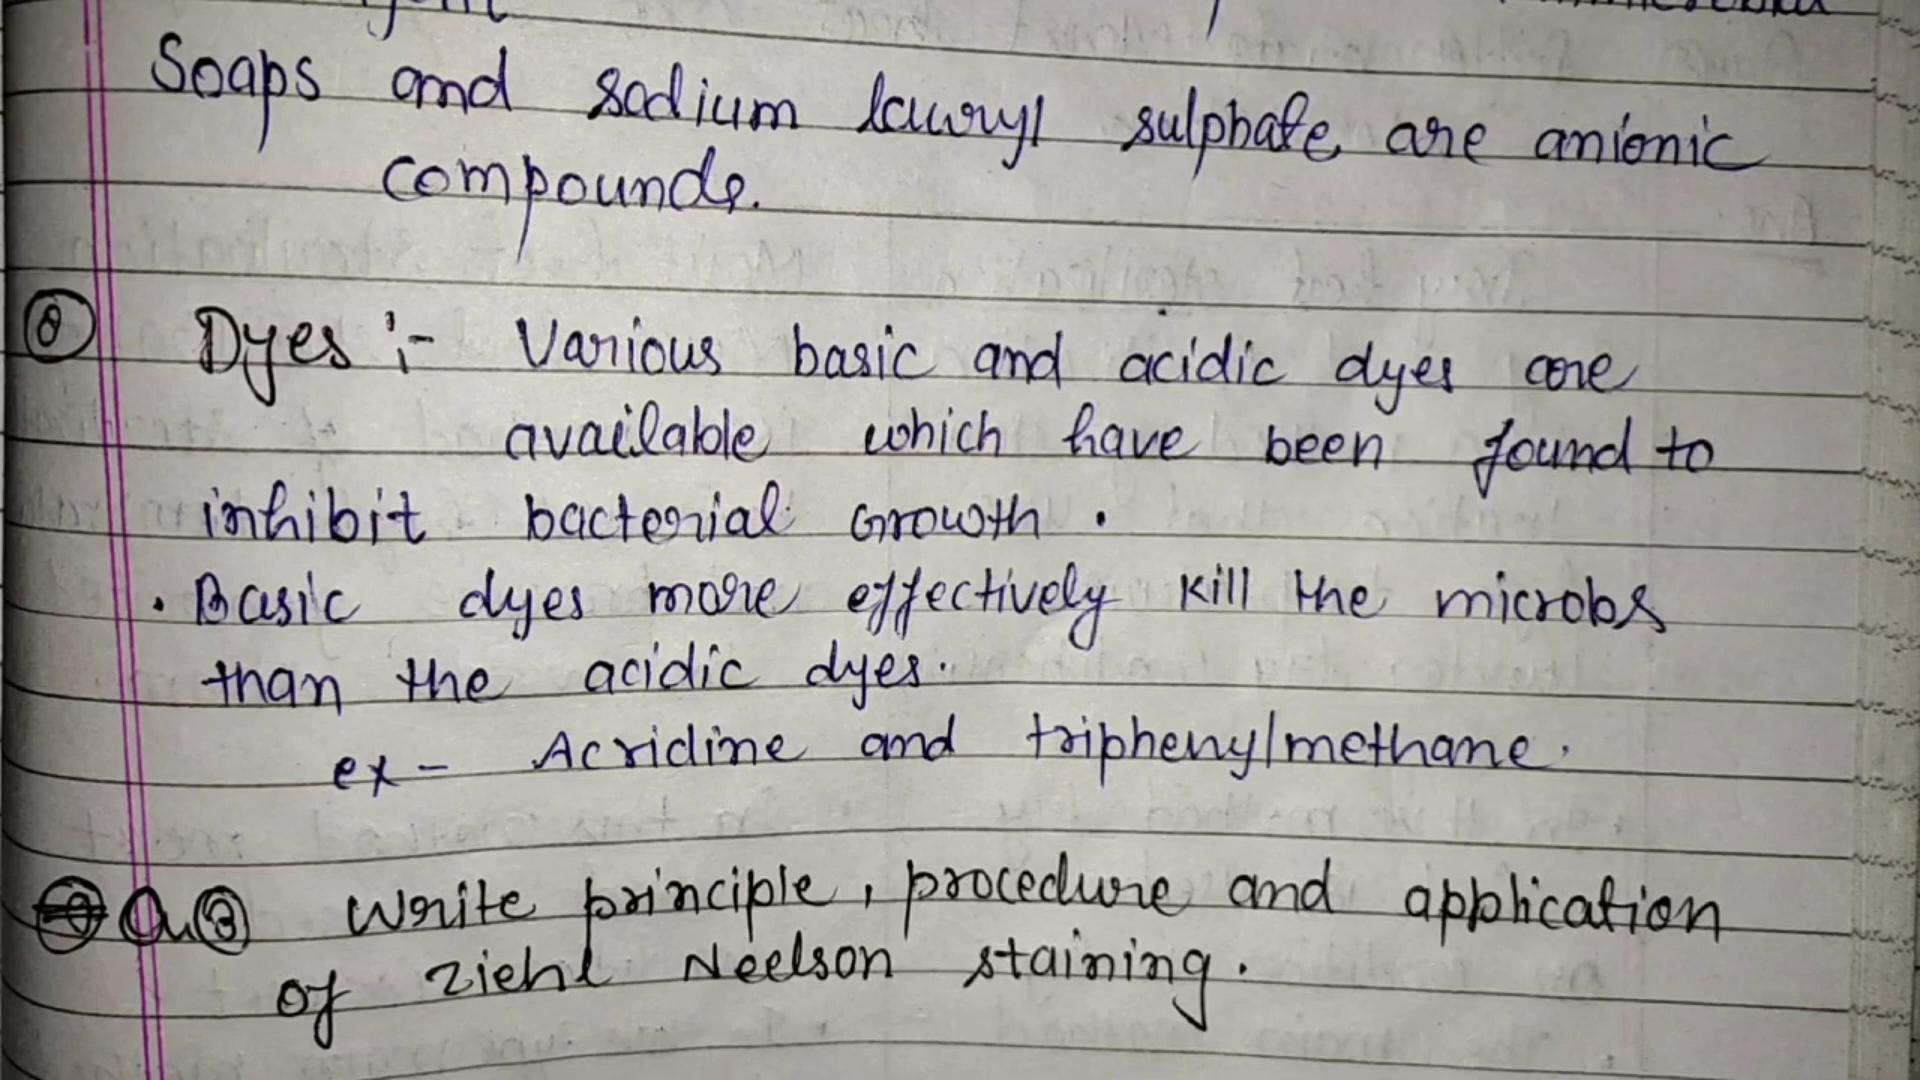 Soaps and sodium lauryl sulphate are anionic
compounds.
⑧ Dyes :- Various basic and acidic dyes are
available which have been found to
inhibit bacterial Growth .
. Basic dyes more effectively kill the microbs
than the acidic dyes.
ex - Acridine and triphenylmethane.
Qu.③ Write principle, procedure and application
of Ziehl Neelson staining.